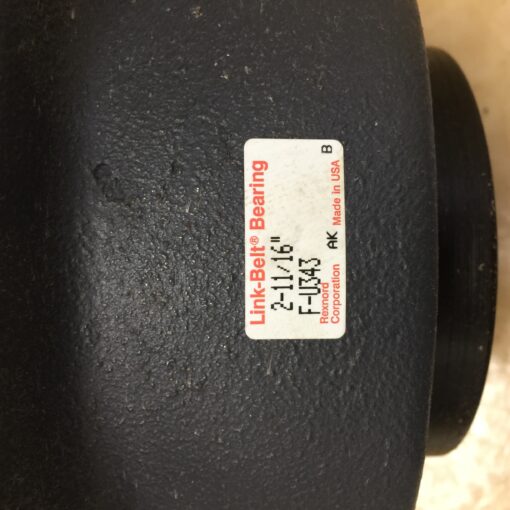 Link-Belt® Bearing
2-11/16"
F-U343
Rexnord
Corporation AK Made in USA B